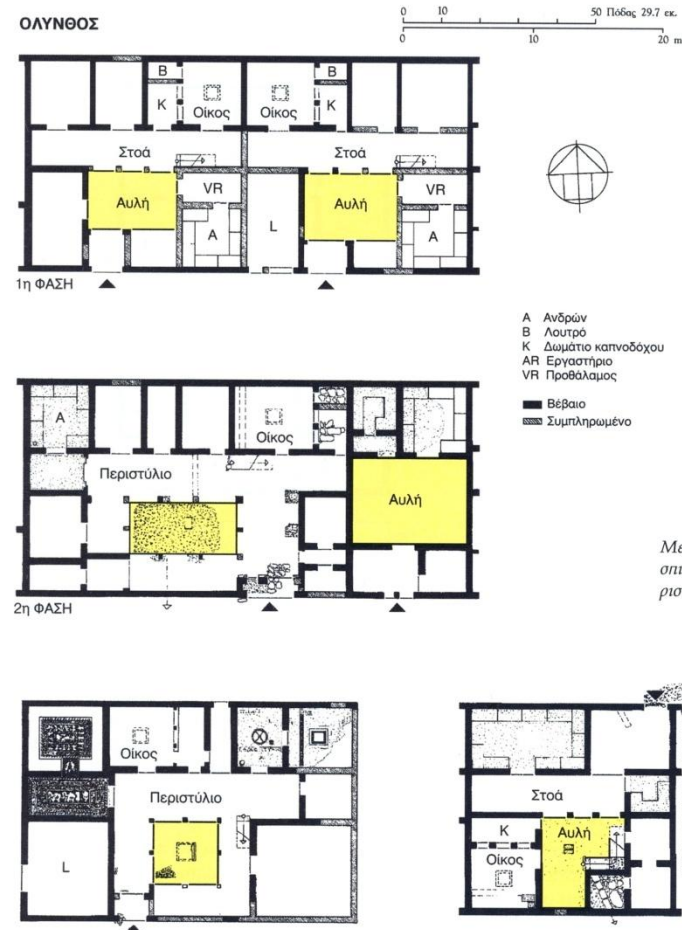 ΟΛΥΝΘΟΣ
0 10 50 Πόδας 29.7 εκ.
0 10 20 m
Β Β
Κ Οίκος Οίκος Κ
Στοά Στοά
VR VR
Αυλή Αυλή
A L A
1η ΦΑΣΗ
A Ανδρών
B Λουτρό
K Δωμάτιο καπνοδόχου
AR Εργαστήριο
VR Προθάλαμος
Βέβαιο
Συμπληρωμένο
A
Οίκος
Περιστύλιο
Αυλή
2η ΦΑΣΗ
Οίκος
Περιστύλιο
L
Στοά
Κ Αυλή
Οίκος